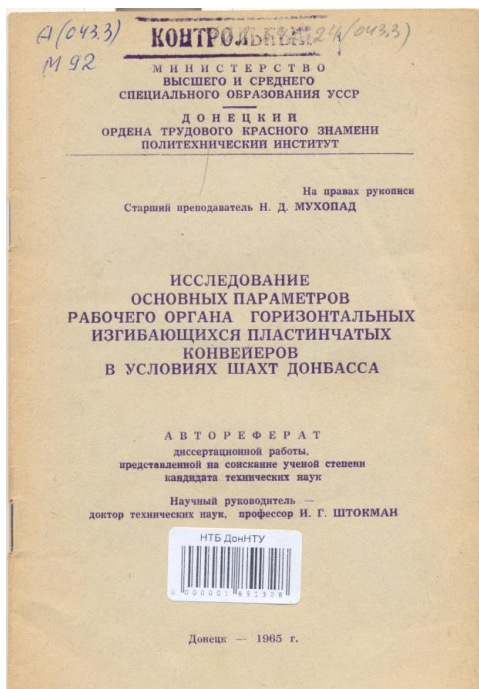 А(043.3)
М 92
КОНТРОЛЬНЫЙ
(043.3)
МИНИСТЕРСТВО
ВЫСШЕГО И СРЕДНЕГО
СПЕЦИАЛЬНОГО ОБРАЗОВАНИЯ УССР
ДОНЕЦКИЙ
ОРДЕНА ТРУДОВОГО КРАСНОГО ЗНАМЕНИ
ПОЛИТЕХНИЧЕСКИЙ ИНСТИТУТ
На правах рукописи
Старший преподаватель Н. Д. МУХОПАД
ИССЛЕДОВАНИЕ
ОСНОВНЫХ ПАРАМЕТРОВ
РАБОЧЕГО ОРГАНА ГОРИЗОНТАЛЬНЫХ
ИЗГИБАЮЩИХСЯ ПЛАСТИНЧАТЫХ
КОНВЕЙЕРОВ
В УСЛОВИЯХ ШАХТ ДОНБАССА
АВТОРЕФЕРАТ
диссертационной работы,
представленной на соискание ученой степени
кандидата технических наук
Научный руководитель —
доктор технических наук, профессор И. Г. ШТОКМАН
НТБ ДонНТУ
Донецк — 1965 г.